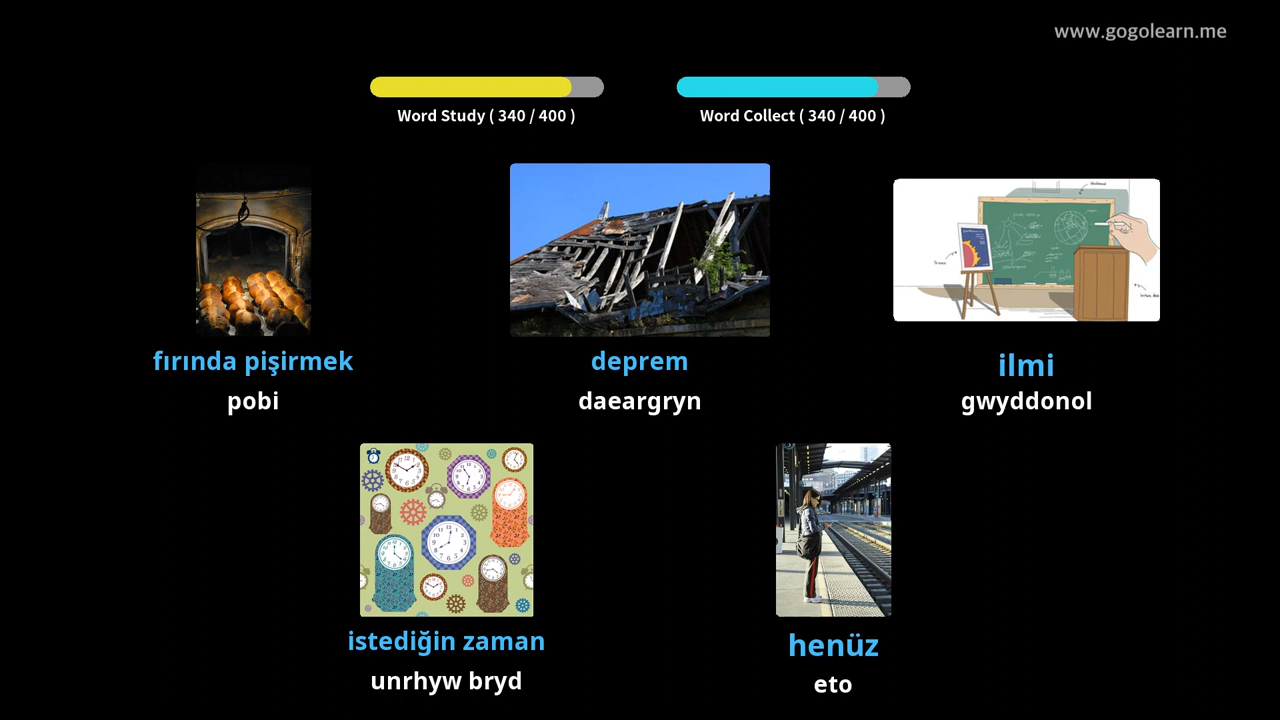 www.gogolearn.me
Word Study ( 340 / 400 )
Word Collect ( 340 / 400 )
fırında pişirmek
pobi
deprem
daeargryn
ilmi
gwyddonol
istediğin zaman
unrhyw bryd
henüz
eto